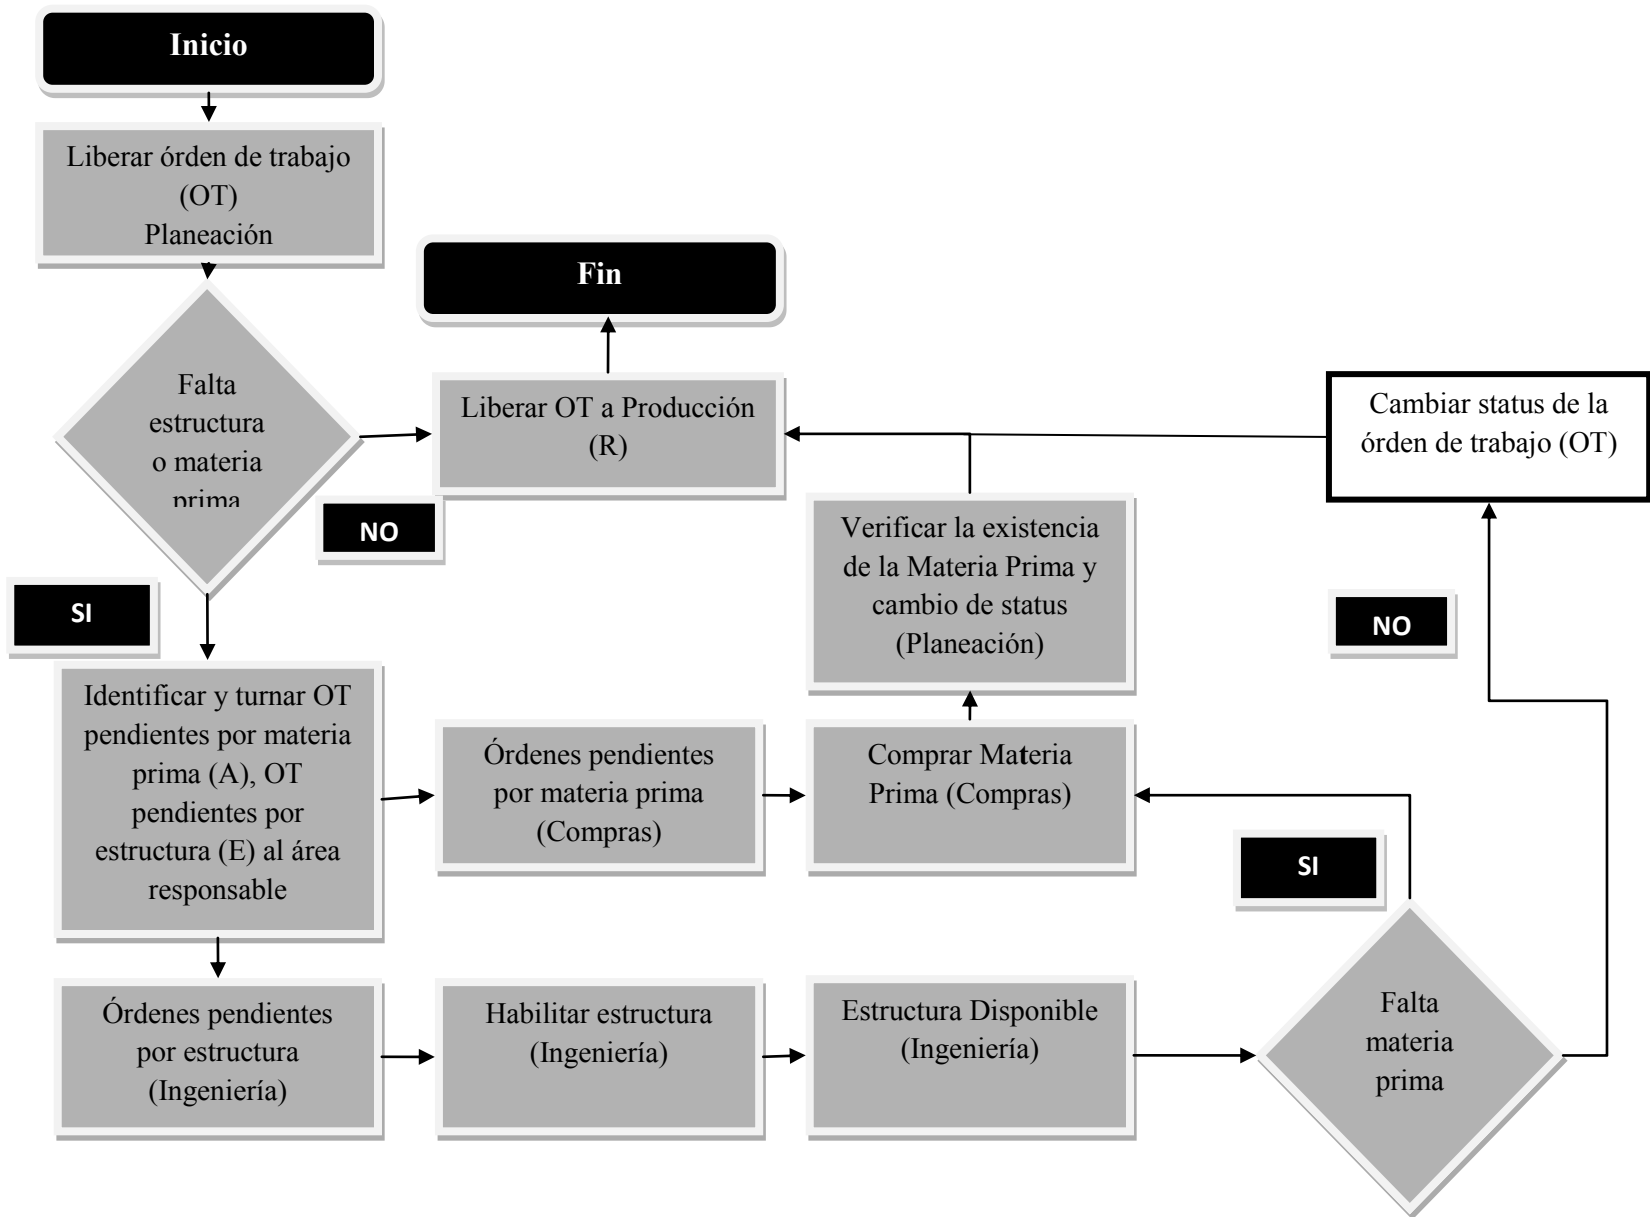 Inicio
Liberar órden de trabajo
(OT)
Planeación
Fin
Falta
estructura
o materia
prima
NO
SI
Liberar OT a Producción
(R)
Cambiar status de la
órden de trabajo (OT)
Verificar la existencia
de la Materia Prima y
cambio de status
(Planeación)
NO
Identificar y turnar OT
pendientes por materia
prima (A), OT
pendientes por
estructura (E) al área
responsable
Órdenes pendientes
por materia prima
(Compras)
Comprar Materia
Prima (Compras)
SI
Órdenes pendientes
por estructura
(Ingeniería)
Habilitar estructura
(Ingeniería)
Estructura Disponible
(Ingeniería)
Falta
materia
prima